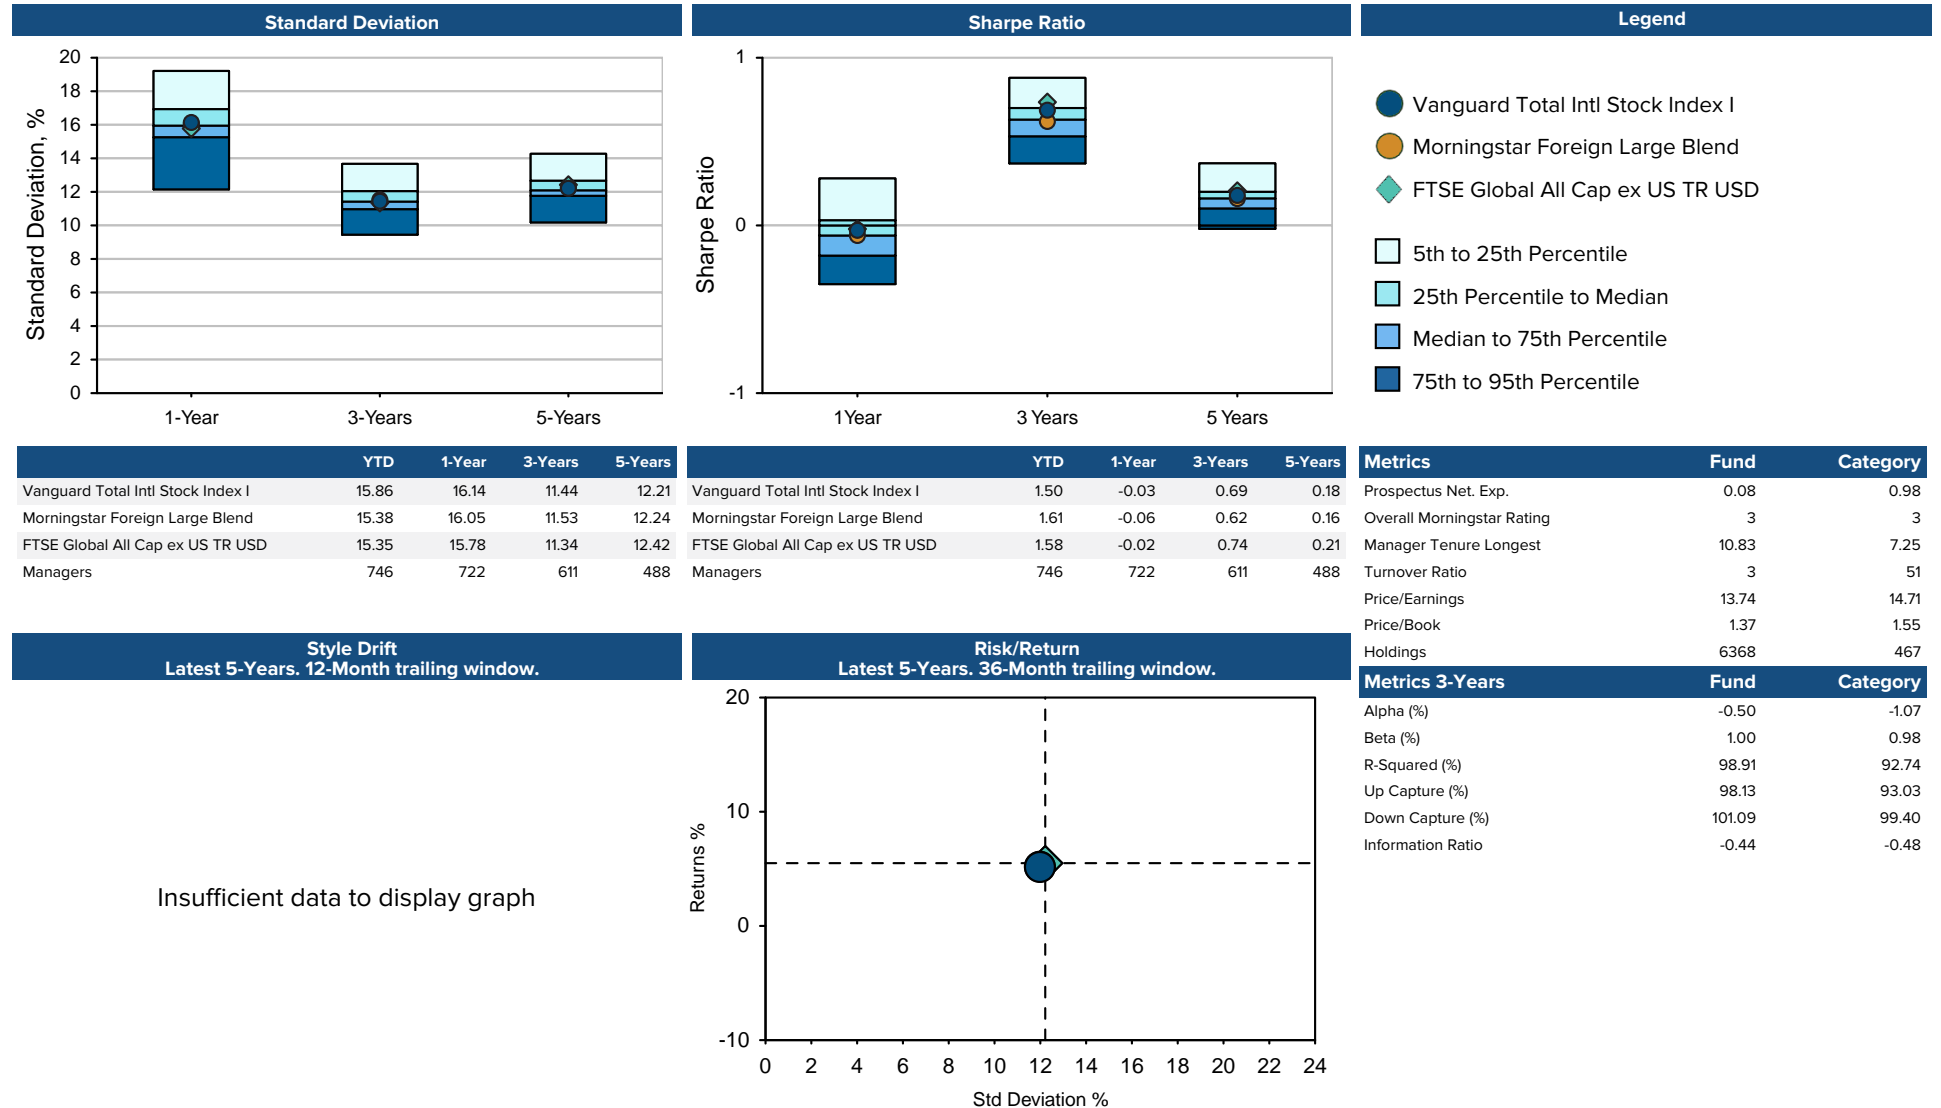 Standard Deviation
20
18
16
14
12
10
8
6
4
2
0
Standard Deviation, %
1-Year 3-Years 5-Years
Sharpe Ratio
1
0
-1
Sharpe Ratio
1 Year 3 Years 5 Years
Legend
Vanguard Total Intl Stock Index I
Morningstar Foreign Large Blend
FTSE Global All Cap ex US TR USD
5th to 25th Percentile
25th Percentile to Median
Median to 75th Percentile
75th to 95th Percentile
YTD 1-Year 3-Years 5-Years
Vanguard Total Intl Stock Index I 15.86 16.14 11.44 12.21
Morningstar Foreign Large Blend 15.38 16.05 11.53 12.24
FTSE Global All Cap ex US TR USD 15.35 15.78 11.34 12.42
Managers 746 722 611 488
YTD 1-Year 3-Years 5-Years
Vanguard Total Intl Stock Index I 1.50 -0.03 0.69 0.18
Morningstar Foreign Large Blend 1.61 -0.06 0.62 0.16
FTSE Global All Cap ex US TR USD 1.58 -0.02 0.74 0.21
Managers 746 722 611 488
Metrics Fund Category
Prospectus Net. Exp. 0.08 0.98
Overall Morningstar Rating 3 3
Manager Tenure Longest 10.83 7.25
Turnover Ratio 3 51
Price/Earnings 13.74 14.71
Price/Book 1.37 1.55
Holdings 6368 467
Metrics 3-Years Fund Category
Alpha (%) -0.50 -1.07
Beta (%) 1.00 0.98
R-Squared (%) 98.91 92.74
Up Capture (%) 98.13 93.03
Down Capture (%) 101.09 99.40
Information Ratio -0.44 -0.48
Style Drift
Latest 5-Years. 12-Month trailing window.
Insufficient data to display graph
Risk/Return
Latest 5-Years. 36-Month trailing window.
20
10
0
-10
Returns %
0 2 4 6 8 10 12 14 16 18 20 22 24
Std Deviation %